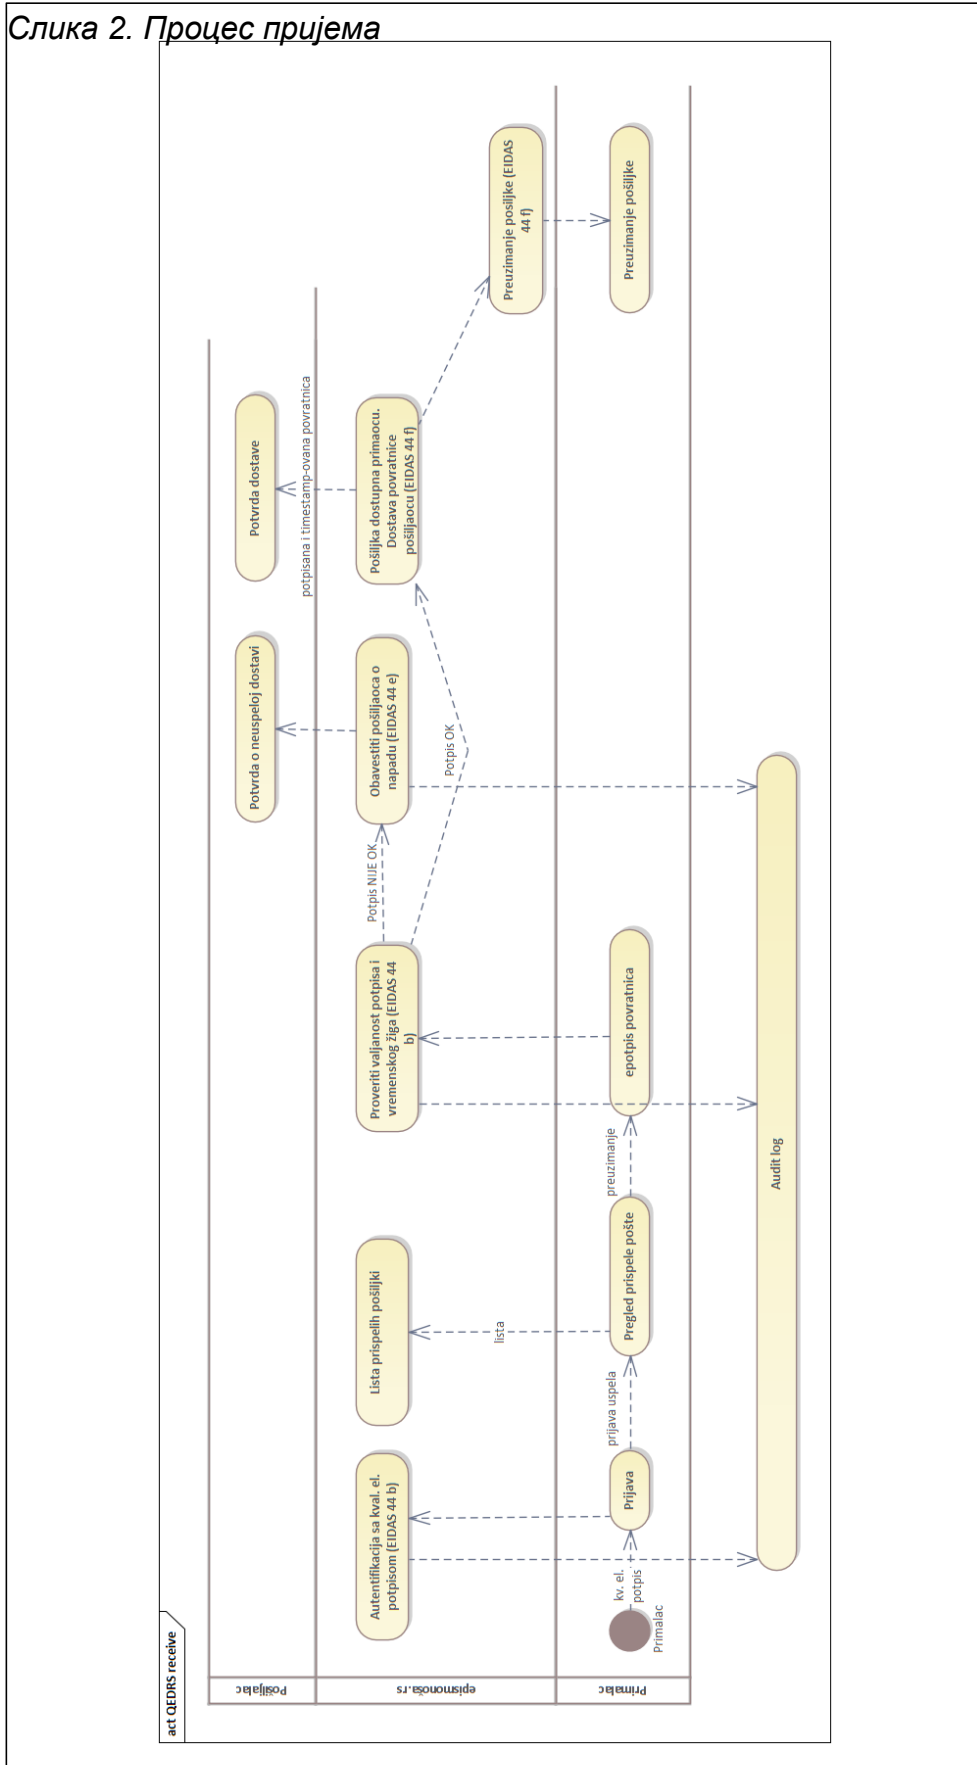 Слика 2. Процес пријема
act QEDRS receive
Pošiljalac
epismonoša.rs
Primalac
Potvrda o neuspeloj dostavi
Potvrda dostave
potpisana i timestamp-ovana povratnica
Autentifikacija sa kval. el.
potpisom (EIDAS 44 b)
Lista prispelih pošiljki
Proveriti valjanost potpisa i
vremenskog žiga (EIDAS 44
b)
Potpis NIJE OK
Obavestiti pošiljaoca o
napadu (EIDAS 44 e)
Potpis OK
Pošiljka dostupna primaocu.
Dostava povratnice
pošiljaocu (EIDAS 44 f)
Preuzimanje posiljke (EIDAS
44 f)
lista
Primalac
kv. el.
potpis
Prijava
prijava uspela
Pregled prispele pošte
preuzimanje
epotpis povratnica
Preuzimanje pošiljke
Audit log